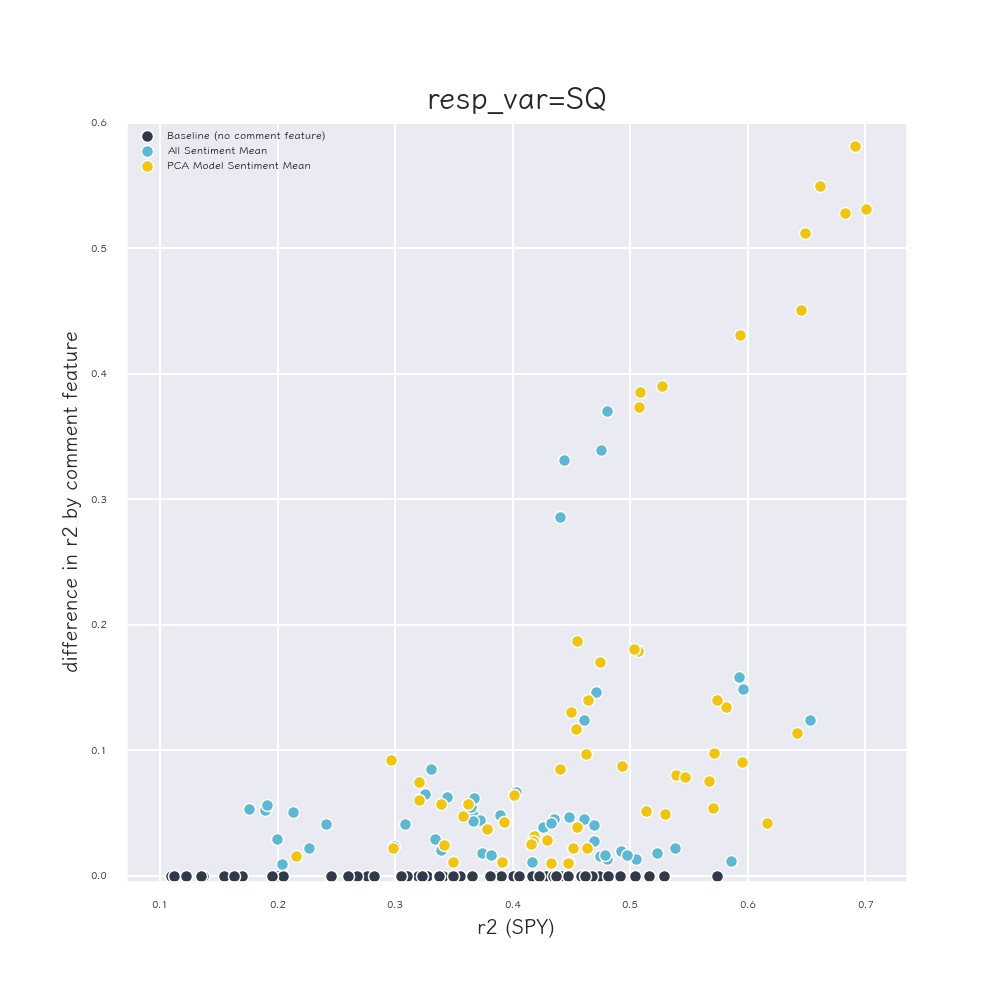 resp_var=SQ
0.6
Baseline (no comment feature)
All Sentiment Mean
PCA Model Sentiment Mean
0.5
0.4
0.3
0.2
0.1
0.0
difference in r2 by comment feature
0.1 0.2 0.3 0.4 0.5 0.6 0.7
r2 (SPY)